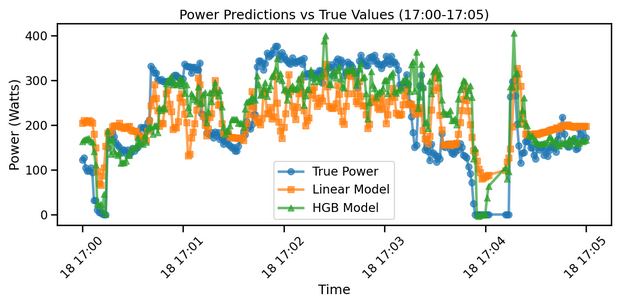 Power Predictions vs True Values (17:00-17:05)
400
300
200
100
0
Power (Watts)
True Power
Linear Model
HGB Model
18 17:00
18 17:01
18 17:02
18 17:03
18 17:04
18 17:05
Time